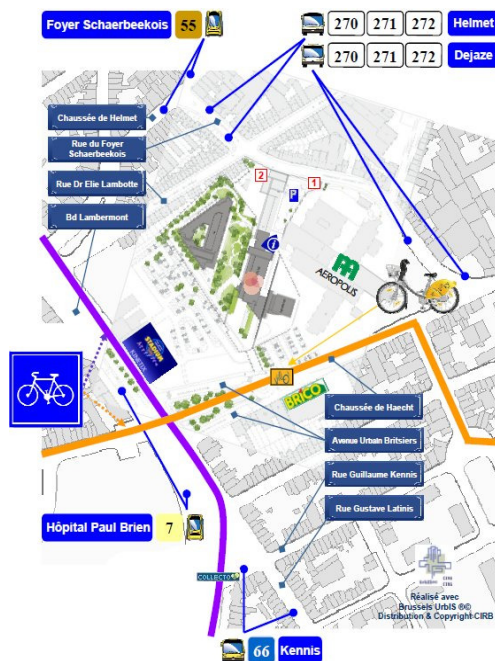 Foyer Schaerbeekois 55
270 271 272 Helmet
270 271 272 Dejaze
Chaussée de Helmet
Rue du Foyer
Schaerbeekois
Rue Dr Elie Lambotte
Bd Lambermont
2
1
P
i
AEROPOLIS
STADIUM
BRICO
Chaussée de Haecht
Avenue Urbain Britsiers
Rue Guillaume Kennis
Rue Gustave Latinis
Hôpital Paul Brien 7
COLLECTO
Réalisé avec
Brussels UrbIS ®©
Distribution & Copyright CIRB
66 Kennis